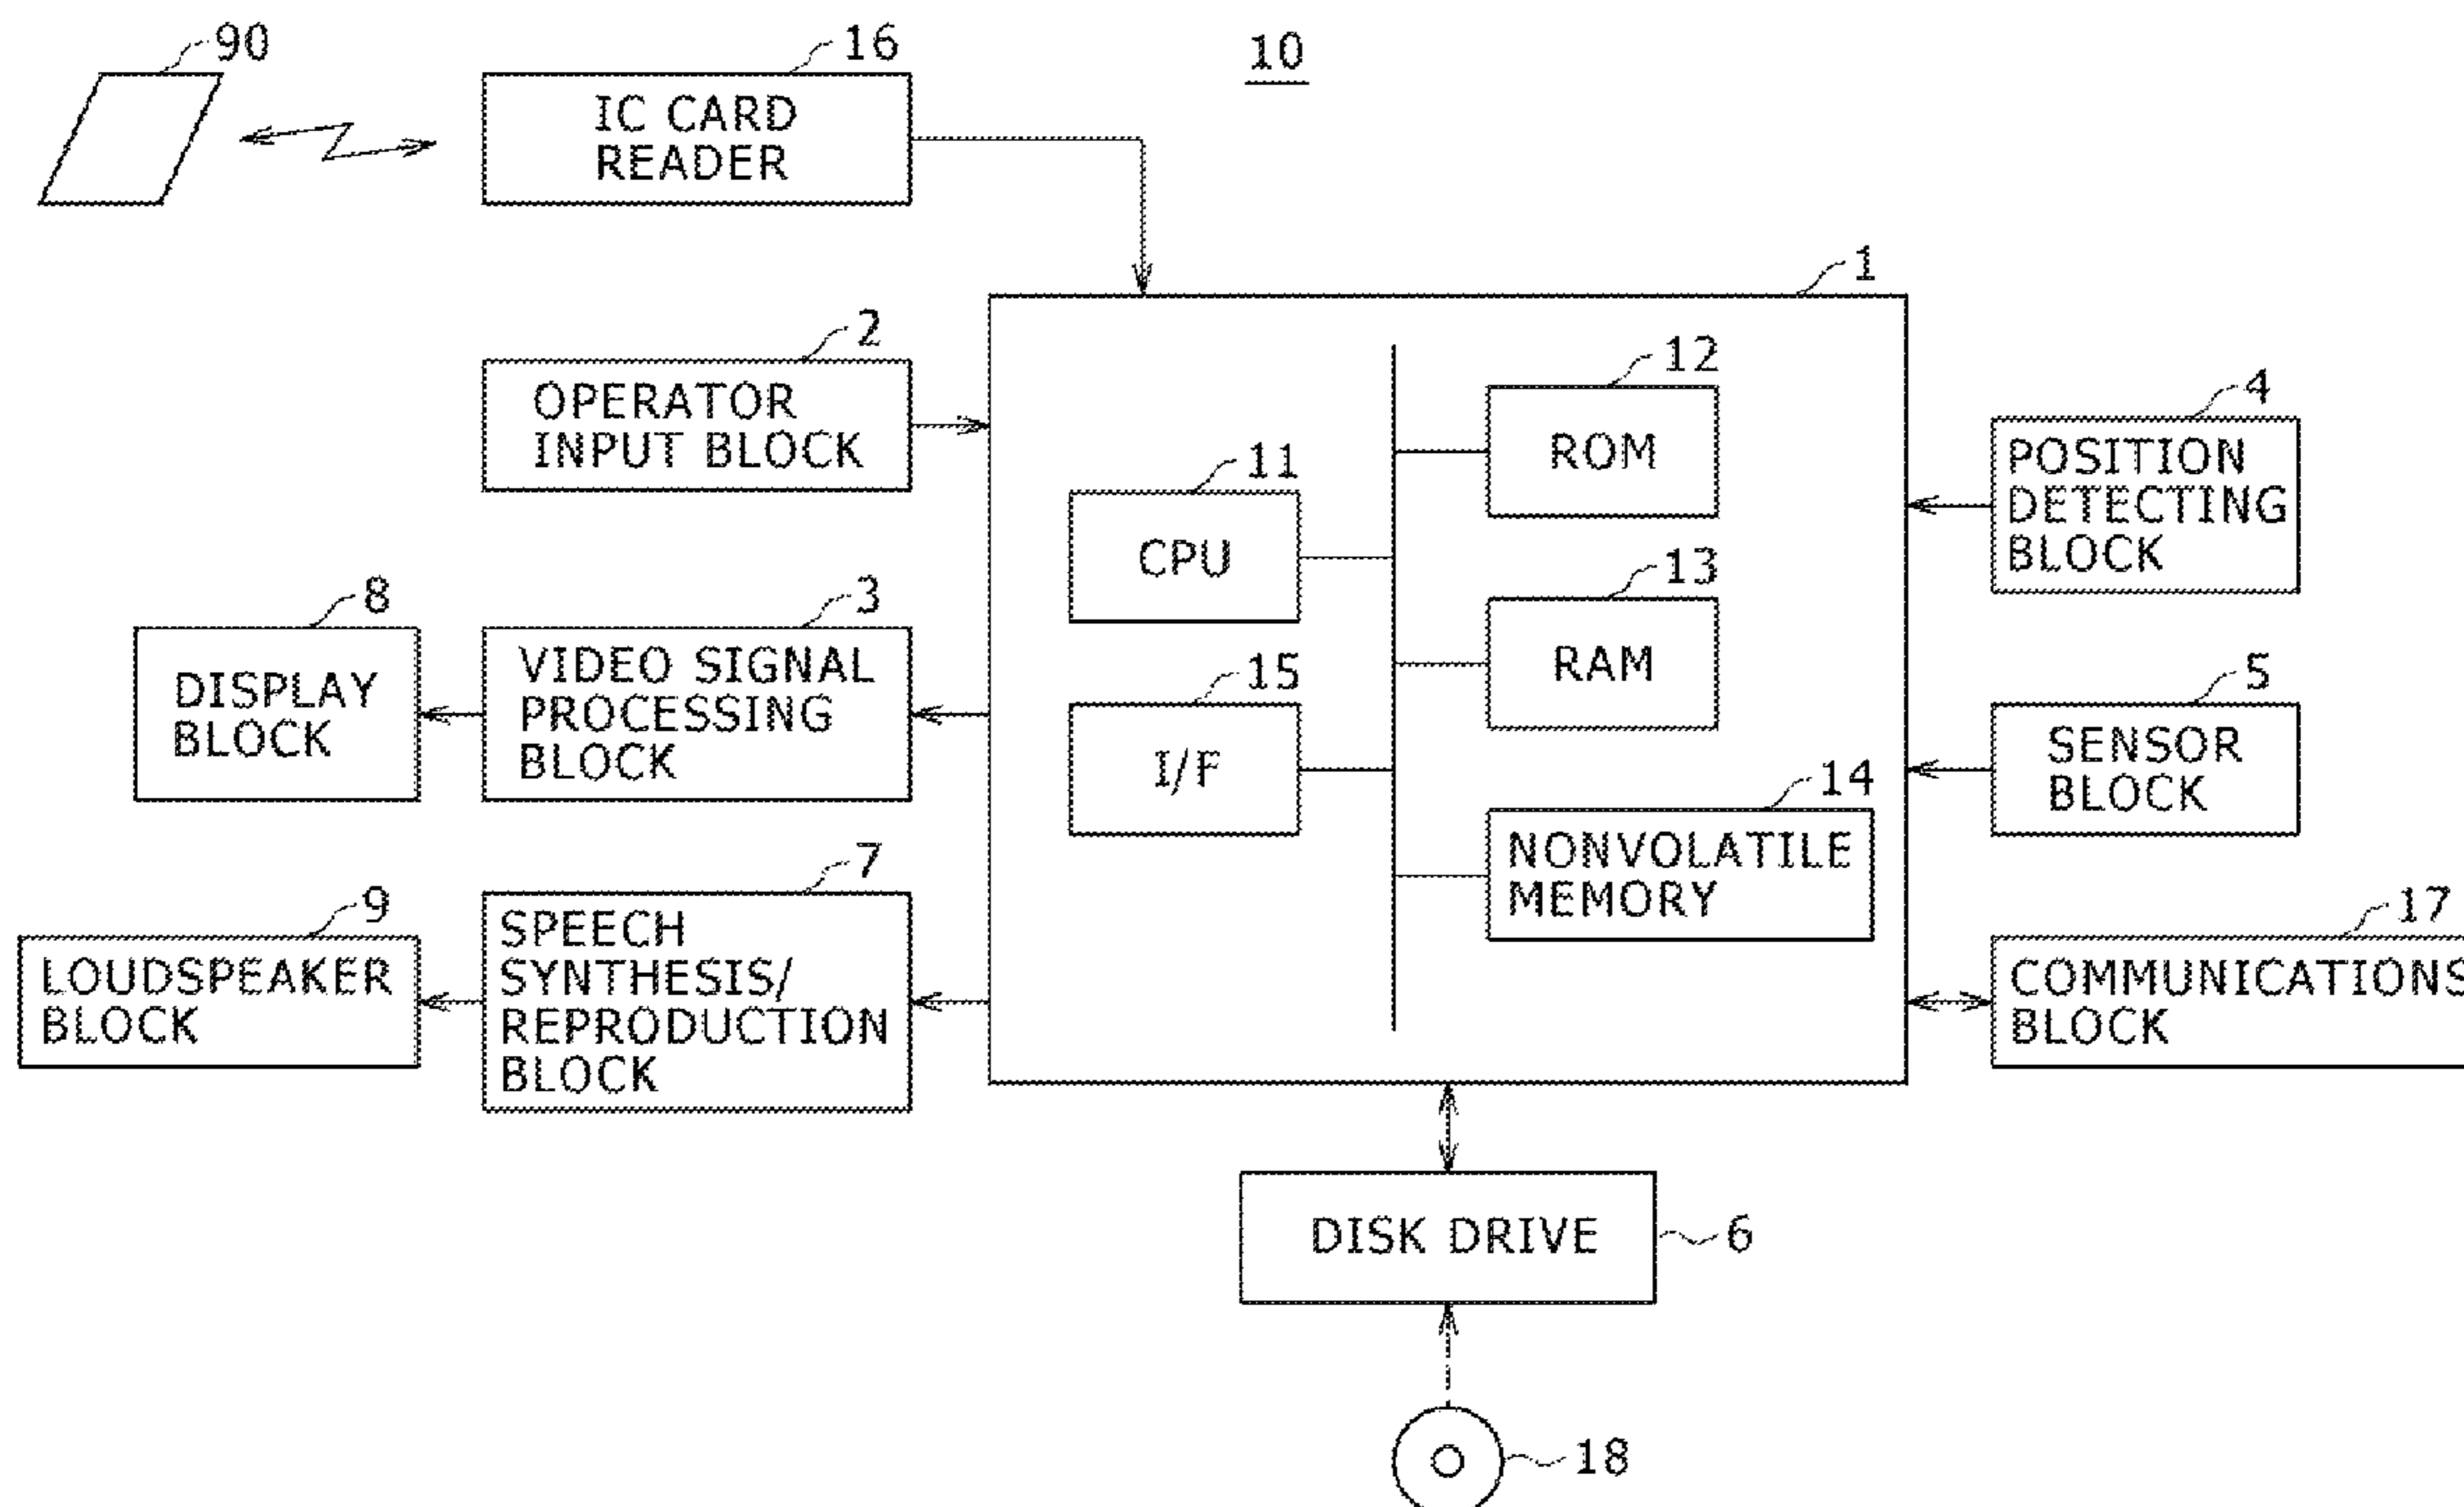 90
16
10
IC CARD
READER
1
2
OPERATOR
INPUT BLOCK
12
ROM
4
POSITION
DETECTING
BLOCK
11
CPU
13
RAM
8
DISPLAY
BLOCK
3
VIDEO SIGNAL
PROCESSING
BLOCK
15
I/F
5
SENSOR
BLOCK
14
NONVOLATILE
MEMORY
7
SPEECH
SYNTHESIS/
REPRODUCTION
BLOCK
9
LOUDSPEAKER
BLOCK
17
COMMUNICATIONS
BLOCK
DISK DRIVE
6
18